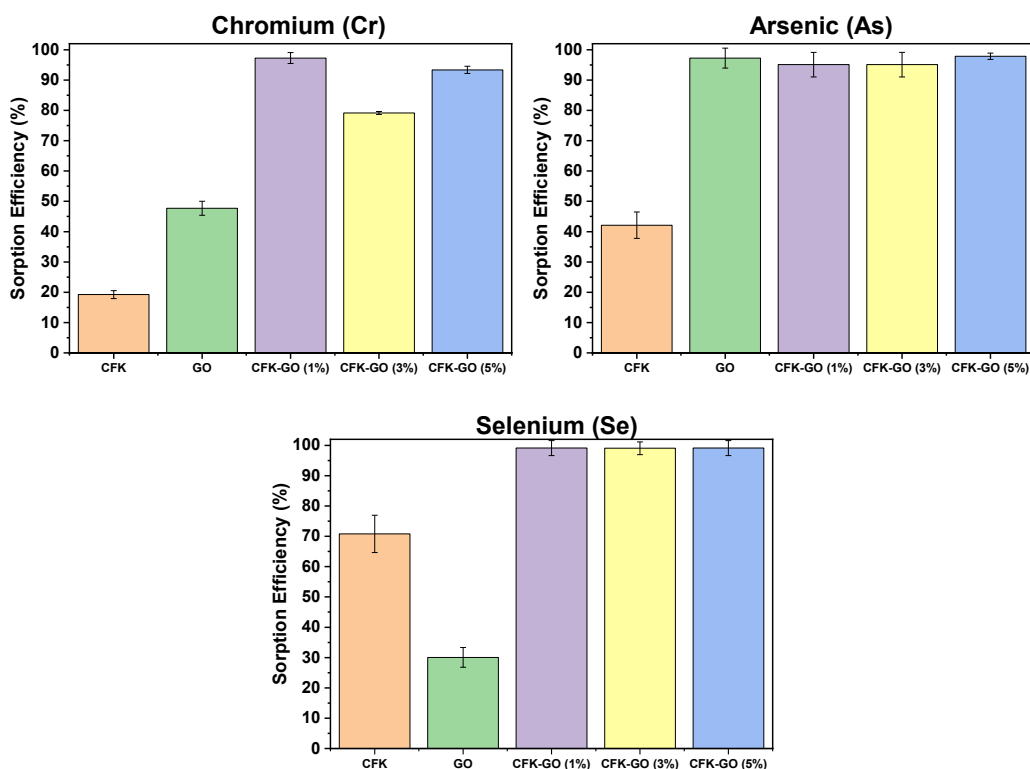 Chromium (Cr)
Sorption Efficiency (%)
100
90
80
70
60
50
40
30
20
10
0
CFK
GO
CFK-GO (1%)
CFK-GO (3%)
CFK-GO (5%)
Arsenic (As)
Sorption Efficiency (%)
100
90
80
70
60
50
40
30
20
10
0
CFK
GO
CFK-GO (1%)
CFK-GO (3%)
CFK-GO (5%)
Selenium (Se)
Sorption Efficiency (%)
100
90
80
70
60
50
40
30
20
10
0
CFK
GO
CFK-GO (1%)
CFK-GO (3%)
CFK-GO (5%)